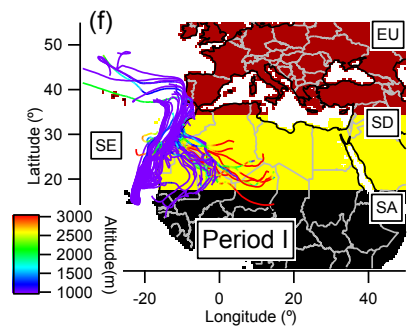 (f)
EU
50
Latitude (º)
40
SE
SD
30
20
SA
3000
2500
2000
1500
1000
Altitude(m)
Period I
-20
0
20
40
Longitude (º)